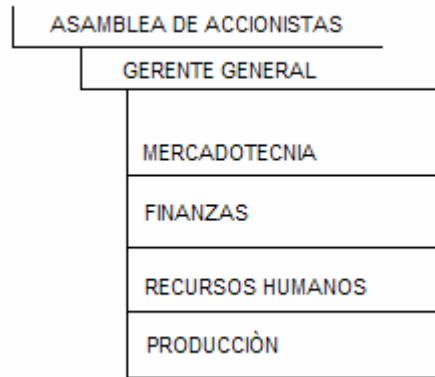 ASAMBLEA DE ACCIONISTAS
GERENTE GENERAL
MERCADOTECNIA
FINANZAS
RECURSOS HUMANOS
PRODUCCIÒN